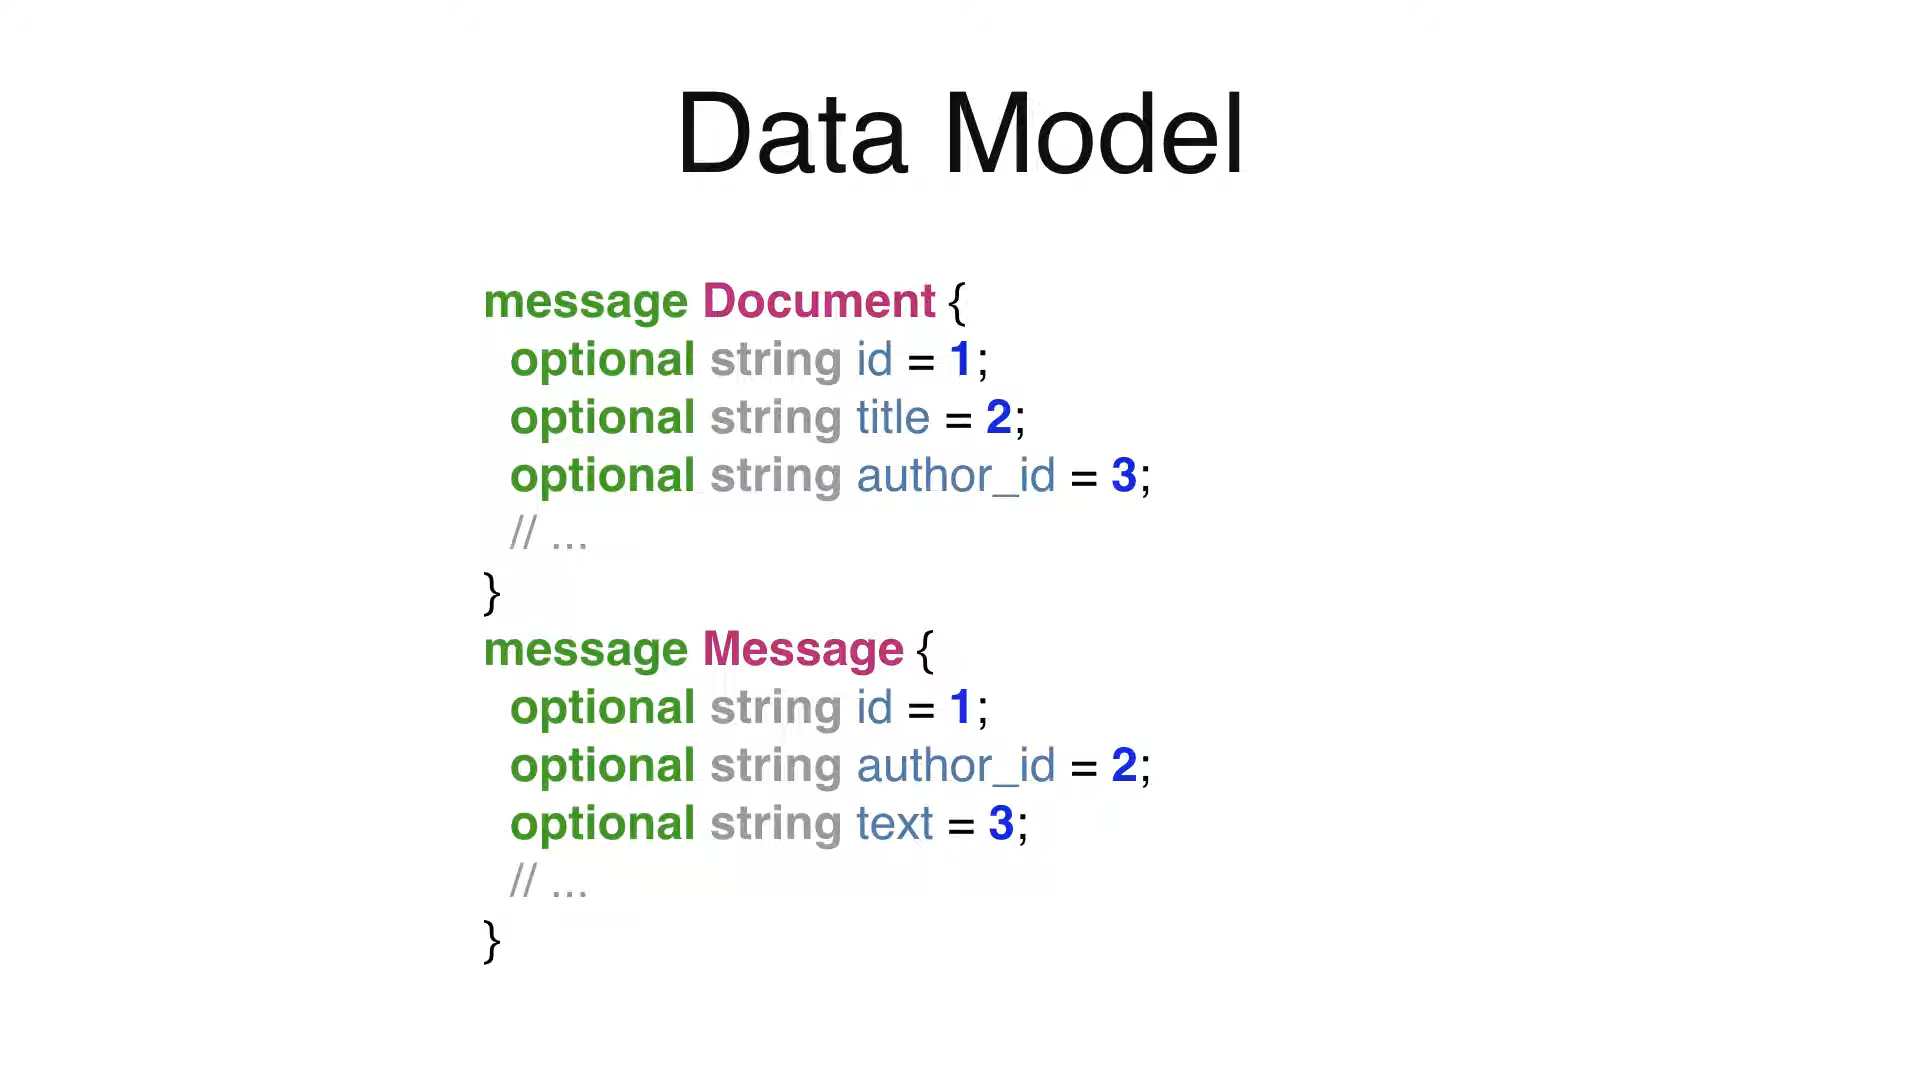 Data Model
message Document {
optional string id = 1;
optional string title = 2;
optional string author_id = 3;
// ...
}
message Message {
optional string id = 1;
optional string author_id = 2;
optional string text = 3;
// ...
}